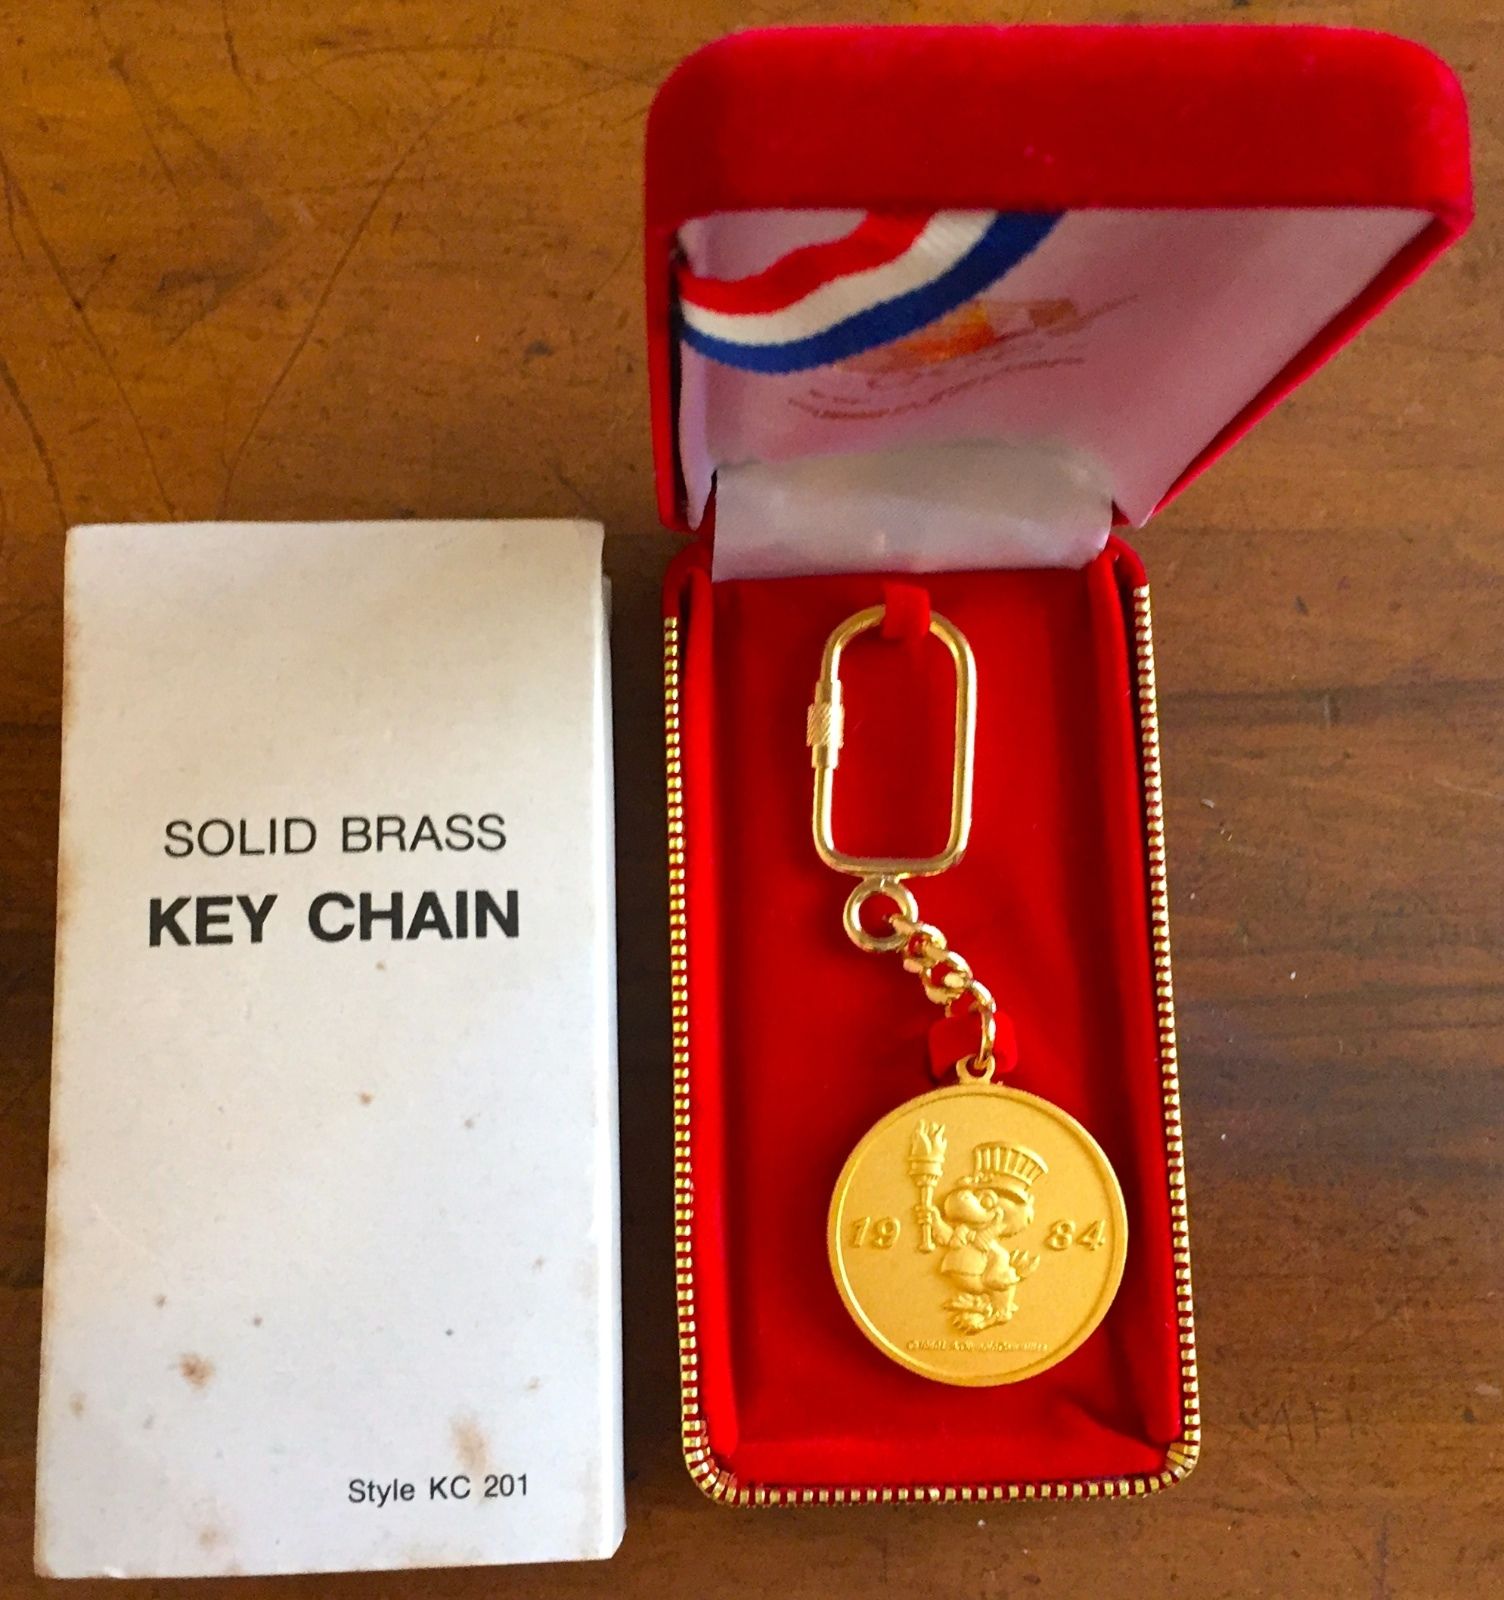 SOLID BRASS
KEY CHAIN
Style KC 201
19 84